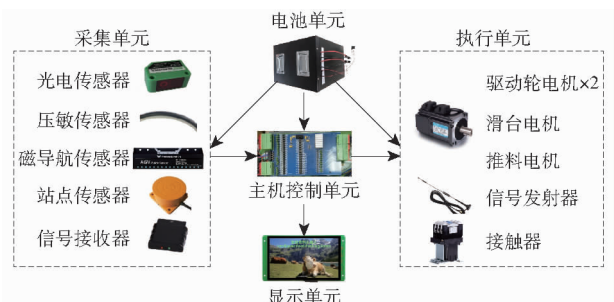 采集单元
光电传感器
压敏传感器
磁导航传感器
站点传感器
信号接收器
电池单元
主机控制单元
显示单元
执行单元
驱动轮电机×2
滑台电机
推料电机
信号发射器
接触器